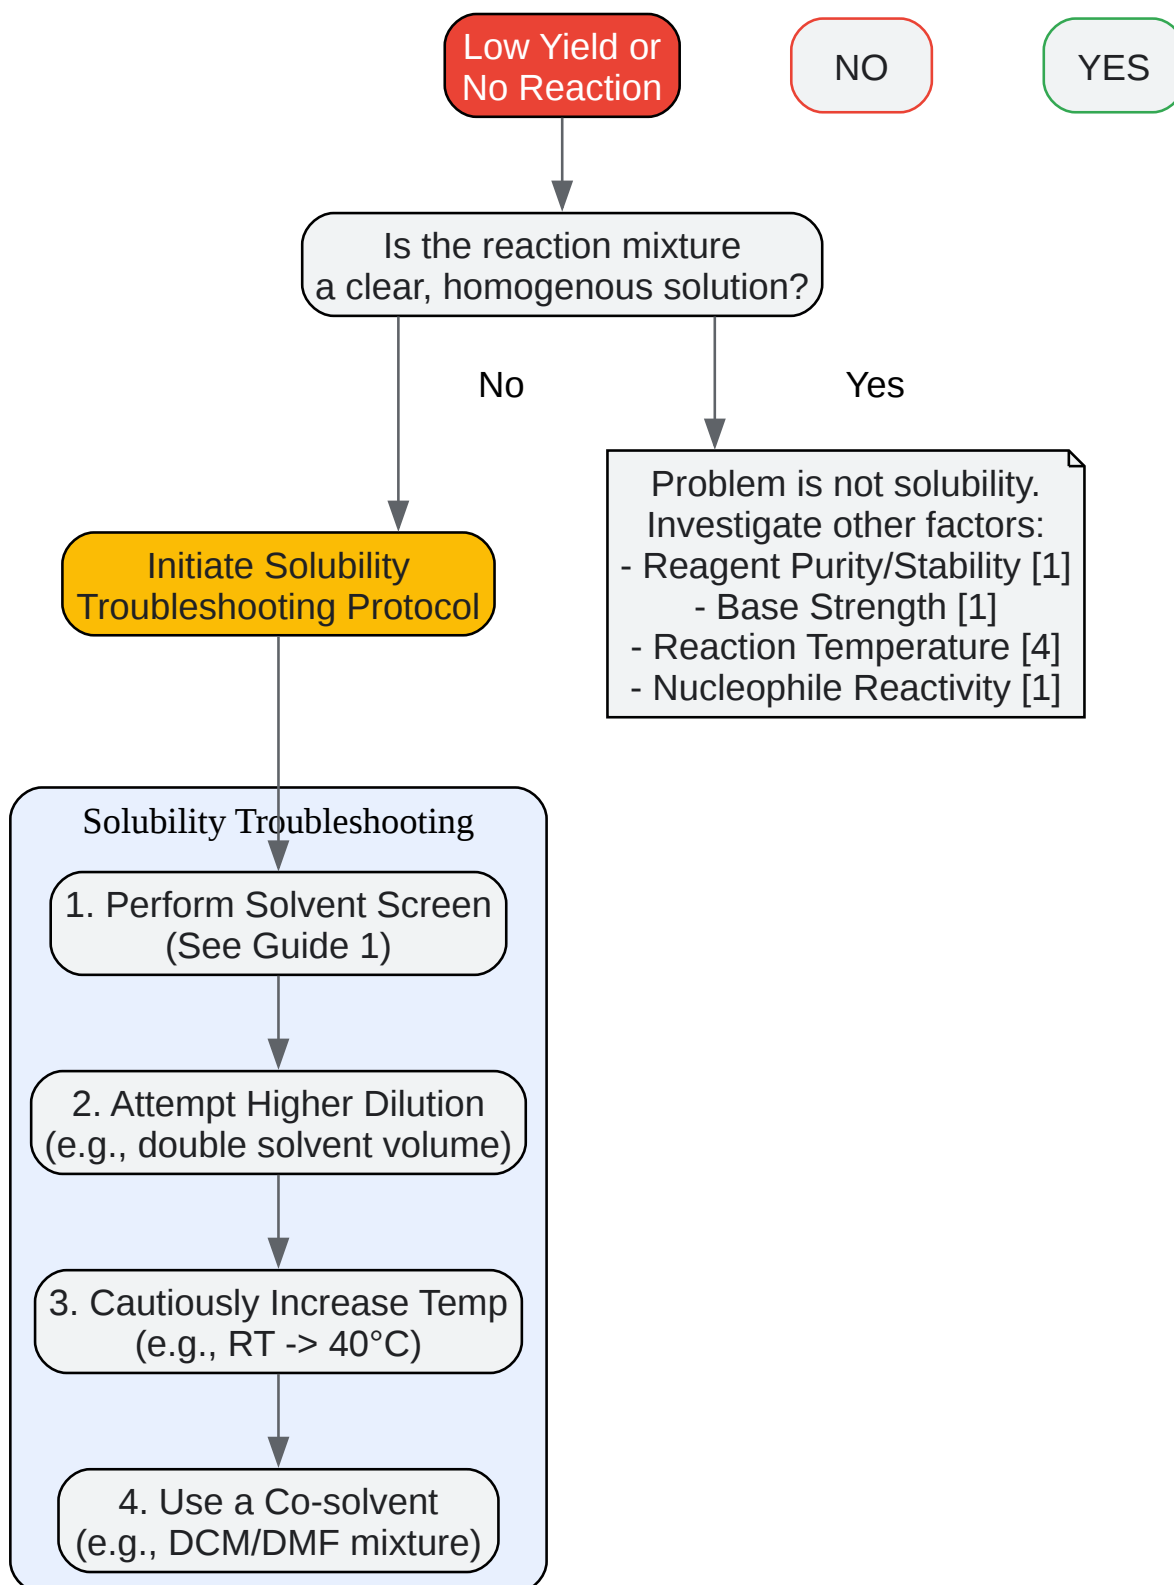 Low Yield or
No Reaction
NO
YES
Is the reaction mixture
a clear, homogenous solution?
No
Yes
Problem is not solubility.
Investigate other factors:
- Reagent Purity/Stability [1]
- Base Strength [1]
- Reaction Temperature [4]
- Nucleophile Reactivity [1]
Initiate Solubility
Troubleshooting Protocol
Solubility Troubleshooting
1. Perform Solvent Screen
(See Guide 1)
2. Attempt Higher Dilution
(e.g., double solvent volume)
3. Cautiously Increase Temp
(e.g., RT -> 40°C)
4. Use a Co-solvent
(e.g., DCM/DMF mixture)